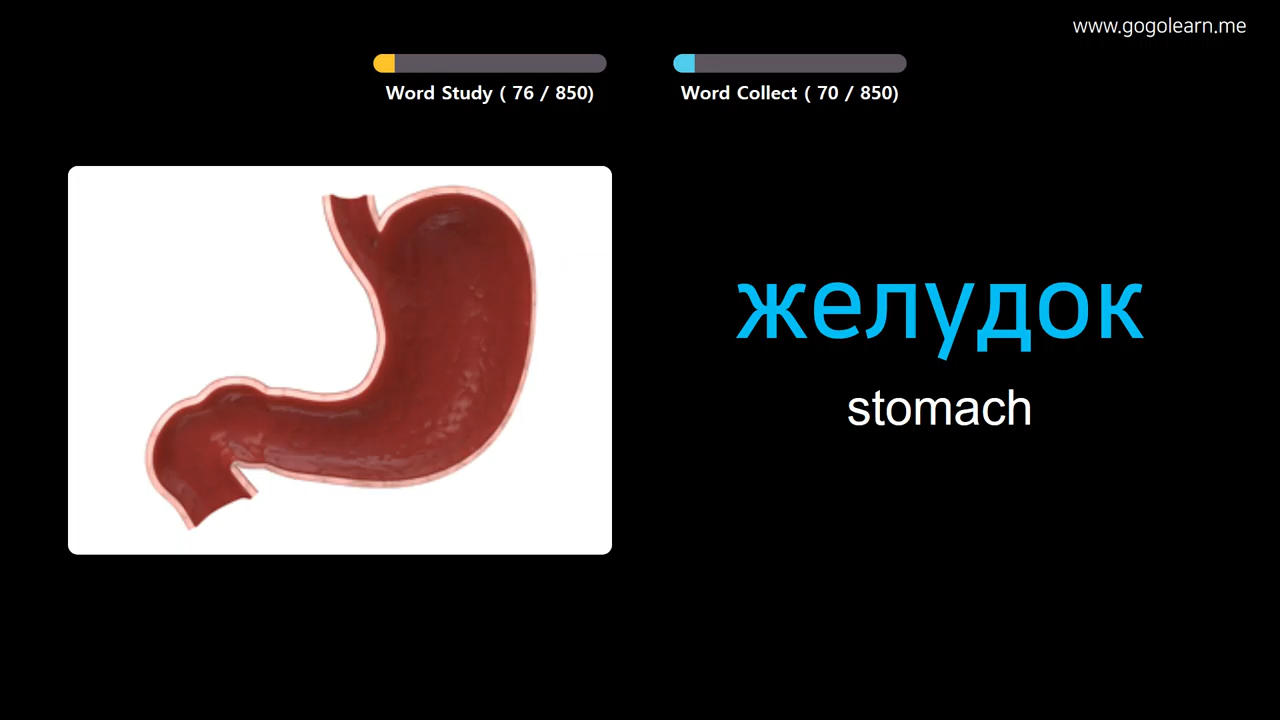 www.gogolearn.me
Word Study ( 76 / 850)
Word Collect ( 70 / 850)
желудок
stomach